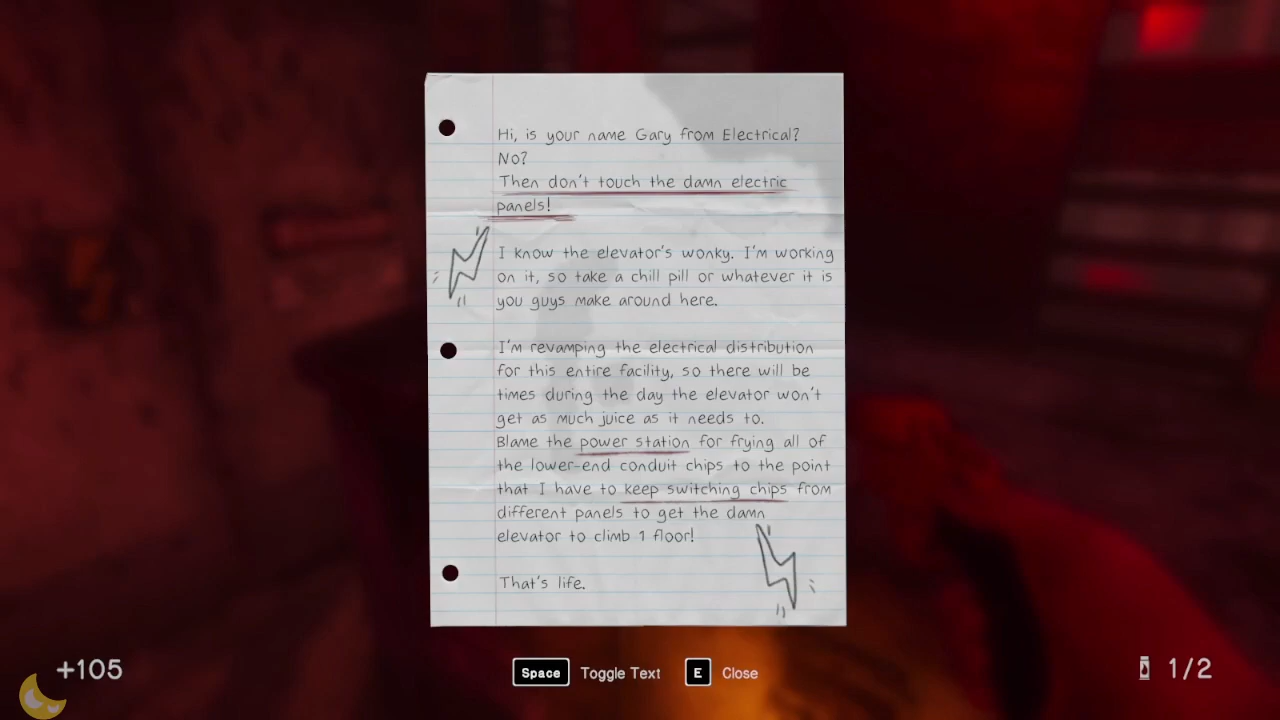 Hi, is your name Gary from Electrical?
No?
Then don't touch the damn electric
panels!
I know the elevator's wonky. I'm working
on it, so take a chill pill or whatever it is
you guys make around here.
I'm revamping the electrical distribution
for this entire facility, so there will be
times during the day the elevator won't
get as much juice as it needs to.
Blame the power station for frying all of
the lower-end conduit chips to the point
that I have to keep switching chips from
different panels to get the damn
elevator to climb 1 floor!
That's life.
+105
Space Toggle Text E Close
1/2